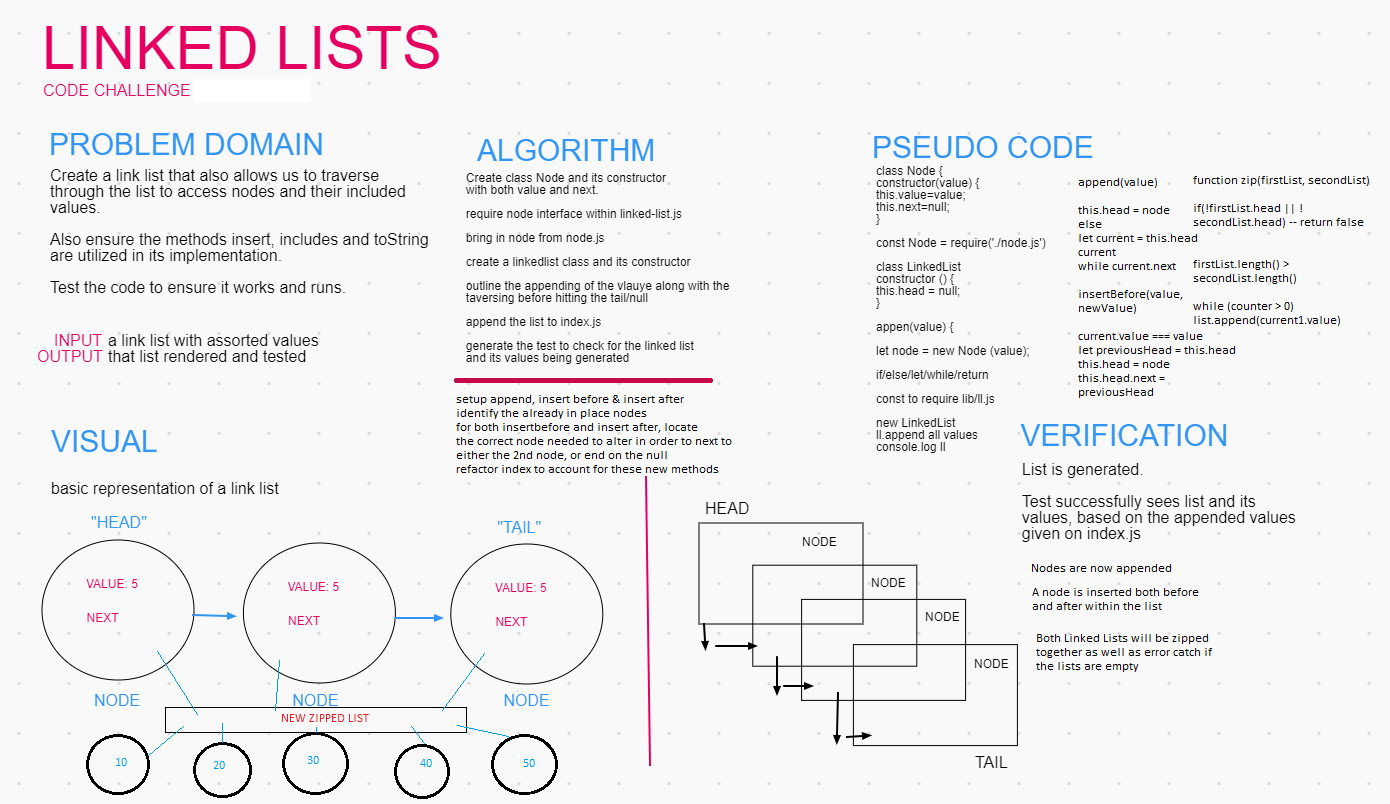 LINKED LISTS
CODE CHALLENGE
PROBLEM DOMAIN
Create a link list that also allows us to traverse
through the list to access nodes and their included
values.
Also ensure the methods insert, includes and toString
are utilized in its implementation.
Test the code to ensure it works and runs.
INPUT a link list with assorted values
OUTPUT that list rendered and tested
ALGORITHM
Create class Node and its constructor
with both value and next.
require node interface within linked-list.js
bring in node from node.js
create a linkedlist class and its constructor
outline the appending of the vlauye along with the
taversing before hitting the tail/null
append the list to index.js
generate the test to check for the linked list
and its values being generated
setup append, insert before & insert after
identify the already in place nodes
for both insertbefore and insert after, locate
the correct node needed to alter in order to next to
either the 2nd node, or end on the null
refactor index to account for these new methods
PSEUDO CODE
class Node {
constructor(value) {
this.value=value;
this.next=null;
}
const Node = require('./node.js')
class LinkedList
constructor () {
this.head = null;
}
appen(value) {
let node = new Node (value);
if/else/let/while/return
const to require lib/ll.js
new LinkedList
ll.append all values
console.log ll
append(value)
this.head = node
else
let current = this.head
current
while current.next
insertBefore(value,
newValue)
current.value === value
let previousHead = this.head
this.head = node
this.head.next =
previousHead
function zip(firstList, secondList)
if(!firstList.head || !
secondList.head) -- return false
firstList.length() >
secondList.length()
while (counter > 0)
list.append(current1.value)
VISUAL
basic representation of a link list
"HEAD"
VALUE: 5
NEXT
NODE
VALUE: 5
NEXT
NODE
"TAIL"
VALUE: 5
NEXT
NODE
NEW ZIPPED LIST
10
20
30
40
50
HEAD
NODE
NODE
NODE
NODE
TAIL
VERIFICATION
List is generated.
Test successfully sees list and its
values, based on the appended values
given on index.js
Nodes are now appended
A node is inserted both before
and after within the list
Both Linked Lists will be zipped
together as well as error catch if
the lists are empty